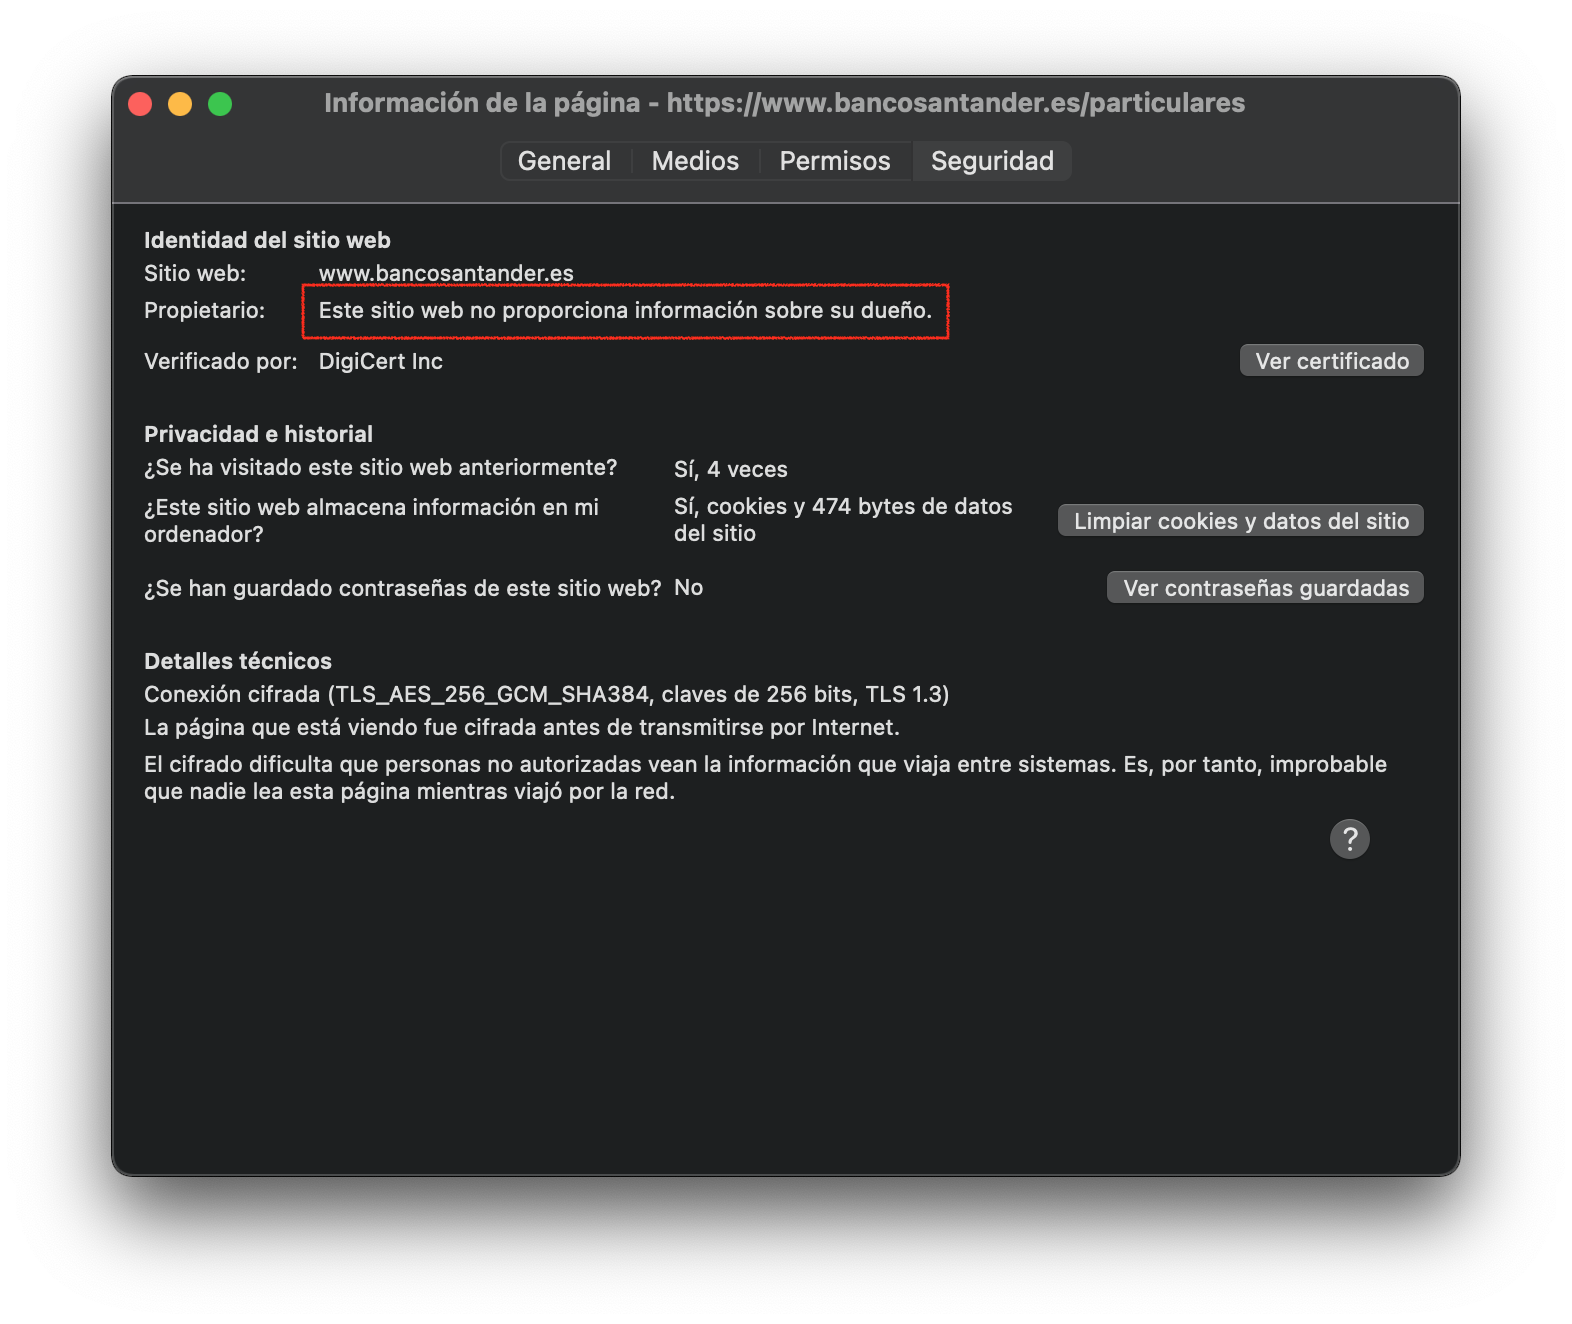 Información de la página - https://www.bancosantander.es/particulares
General Medios Permisos Seguridad
Identidad del sitio web
Sitio web: www.bancosantander.es
Propietario: Este sitio web no proporciona información sobre su dueño.
Verificado por: DigiCert Inc Ver certificado
Privacidad e historial
¿Se ha visitado este sitio web anteriormente? Sí, 4 veces
¿Este sitio web almacena información en mi
ordenador?
Sí, cookies y 474 bytes de datos
del sitio
Limpiar cookies y datos del sitio
¿Se han guardado contraseñas de este sitio web? No Ver contraseñas guardadas
Detalles técnicos
Conexión cifrada (TLS_AES_256_GCM_SHA384, claves de 256 bits, TLS 1.3)
La página que está viendo fue cifrada antes de transmitirse por Internet.
El cifrado dificulta que personas no autorizadas vean la información que viaja entre sistemas. Es, por tanto, improbable
que nadie lea esta página mientras viajó por la red.
?